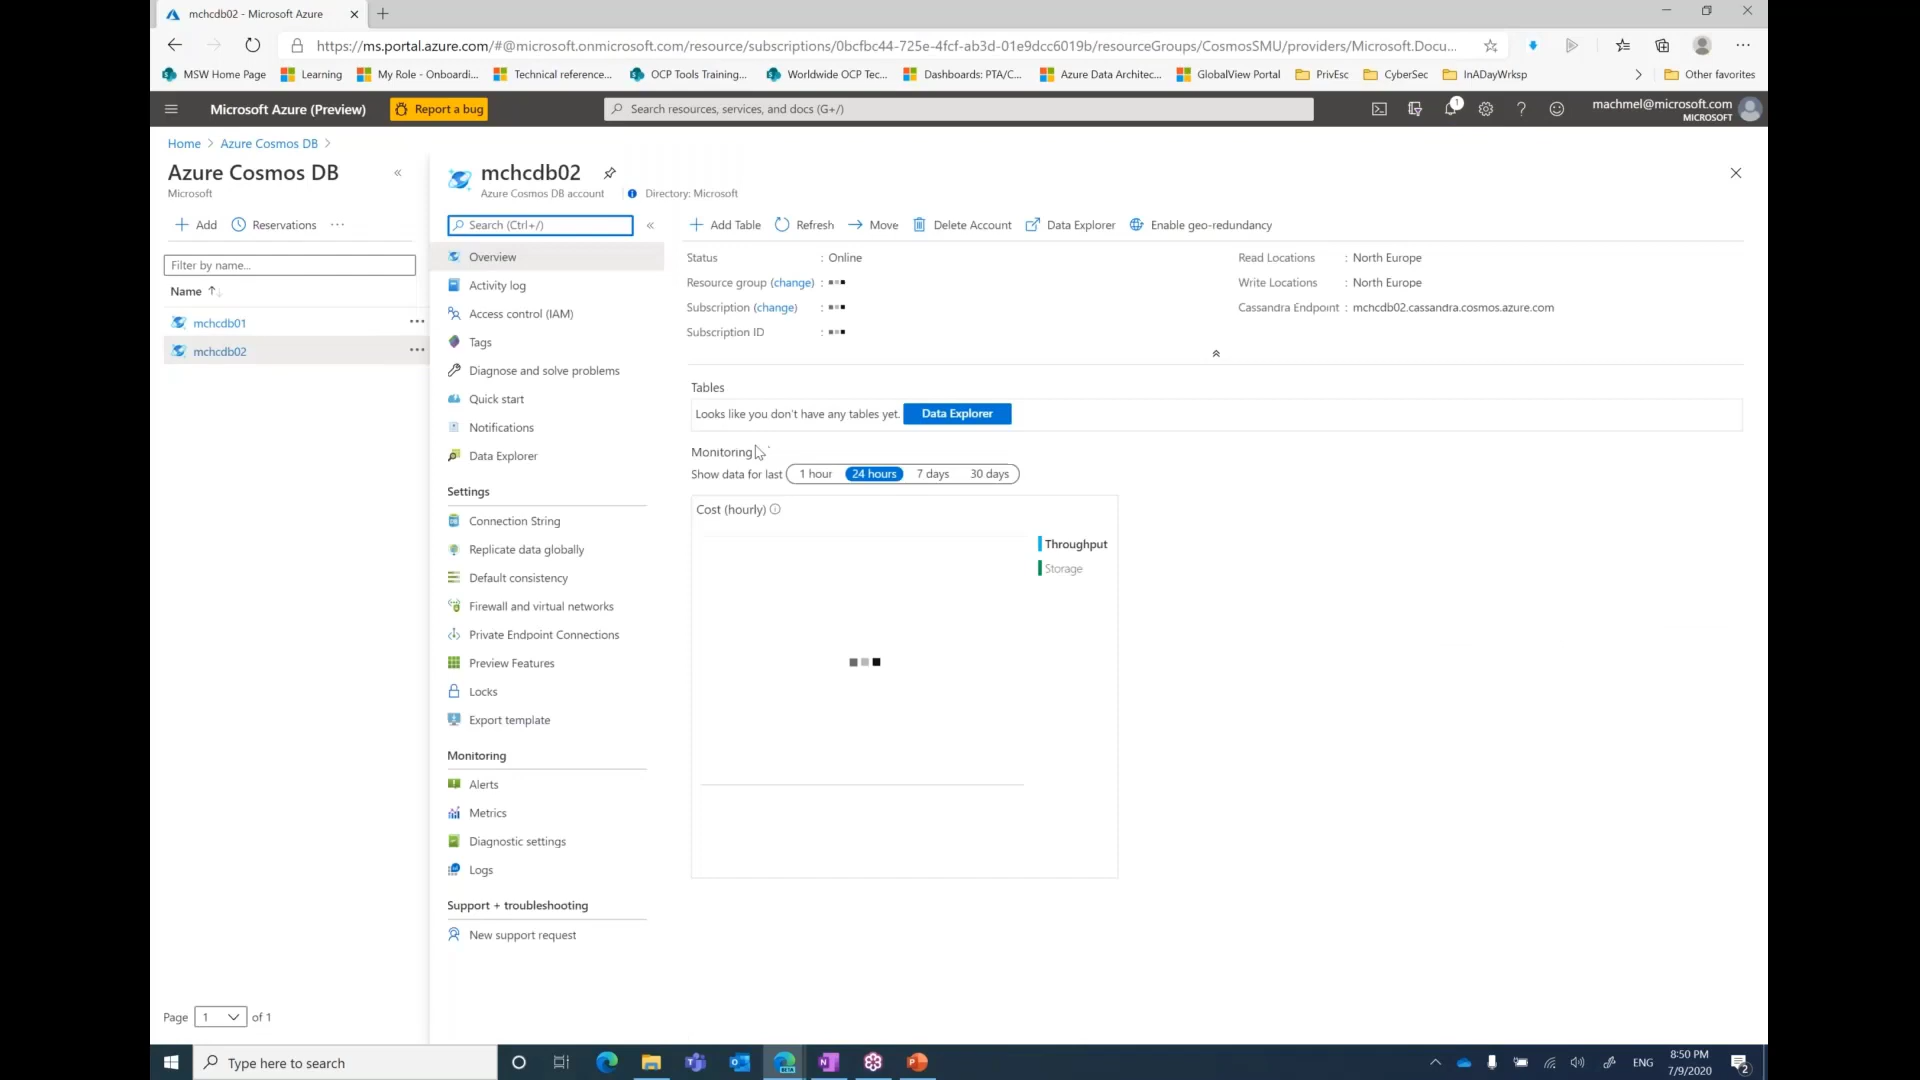 mchcdb02 - Microsoft Azure
https://ms.portal.azure.com/#@microsoft.onmicrosoft.com/resource/subscriptions/0bcfbc44-725e-4fcf-ab3d-01e9dcc6019b/resourceGroups/CosmosSMU/providers/Microsoft.Docu...
MSW Home Page Learning My Role - Onboardi... Technical reference... OCP Tools Training... Worldwide OCP Tec... Dashboards: PTA/C... Azure Data Architec... GlobalView Portal PrivEsc CyberSec InADayWrksp Other favorites
Microsoft Azure (Preview) Report a bug Search resources, services, and docs (G+/) 1 machmel@microsoft.com
MICROSOFT
Home > Azure Cosmos DB >
Azure Cosmos DB
Microsoft
Add Reservations ...
Filter by name...
Name ↑↓
mchcdb01 ...
mchcdb02 ...
Page 1 of 1
mchcdb02
Azure Cosmos DB account Directory: Microsoft
Search (Ctrl+/)
Overview
Activity log
Access control (IAM)
Tags
Diagnose and solve problems
Quick start
Notifications
Data Explorer
Settings
Connection String
Replicate data globally
Default consistency
Firewall and virtual networks
Private Endpoint Connections
Preview Features
Locks
Export template
Monitoring
Alerts
Metrics
Diagnostic settings
Logs
Support + troubleshooting
New support request
Add Table Refresh Move Delete Account Data Explorer Enable geo-redundancy
Status : Online
Resource group (change) :
Subscription (change) :
Subscription ID :
Read Locations : North Europe
Write Locations : North Europe
Cassandra Endpoint : mchcdb02.cassandra.cosmos.azure.com
Tables
Looks like you don't have any tables yet. Data Explorer
Monitoring
Show data for last 1 hour 24 hours 7 days 30 days
Cost (hourly)
Throughput
Storage
Type here to search
BETA
ENG 8:50 PM
7/9/2020
2